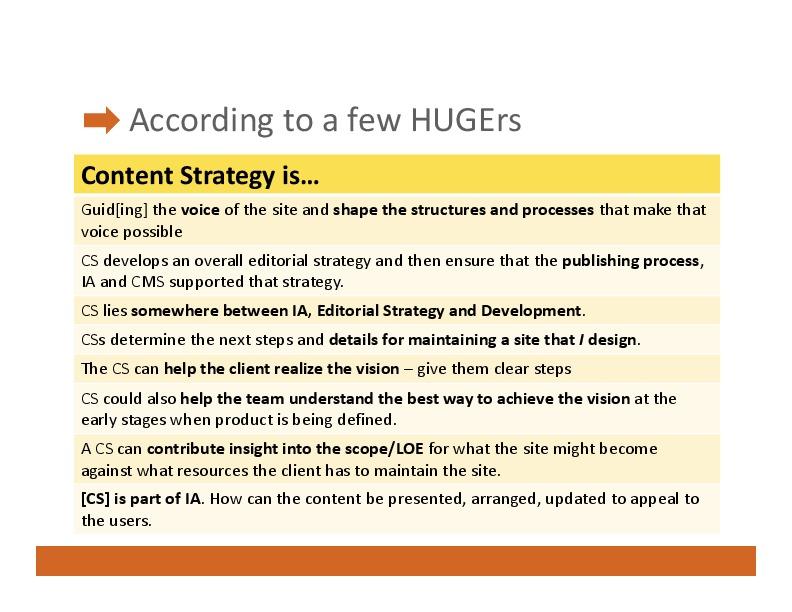 According to a few HUGErs
Content Strategy is…
Guid[ing] the voice of the site and shape the structures and processes that make that
voice possible
CS develops an overall editorial strategy and then ensure that the publishing process,
IA and CMS supported that strategy.
CS lies somewhere between IA, Editorial Strategy and Development.
CSs determine the next steps and details for maintaining a site that I design.
The CS can help the client realize the vision – give them clear steps
CS could also help the team understand the best way to achieve the vision at the
early stages when product is being defined.
A CS can contribute insight into the scope/LOE for what the site might become
against what resources the client has to maintain the site.
[CS] is part of IA. How can the content be presented, arranged, updated to appeal to
the users.